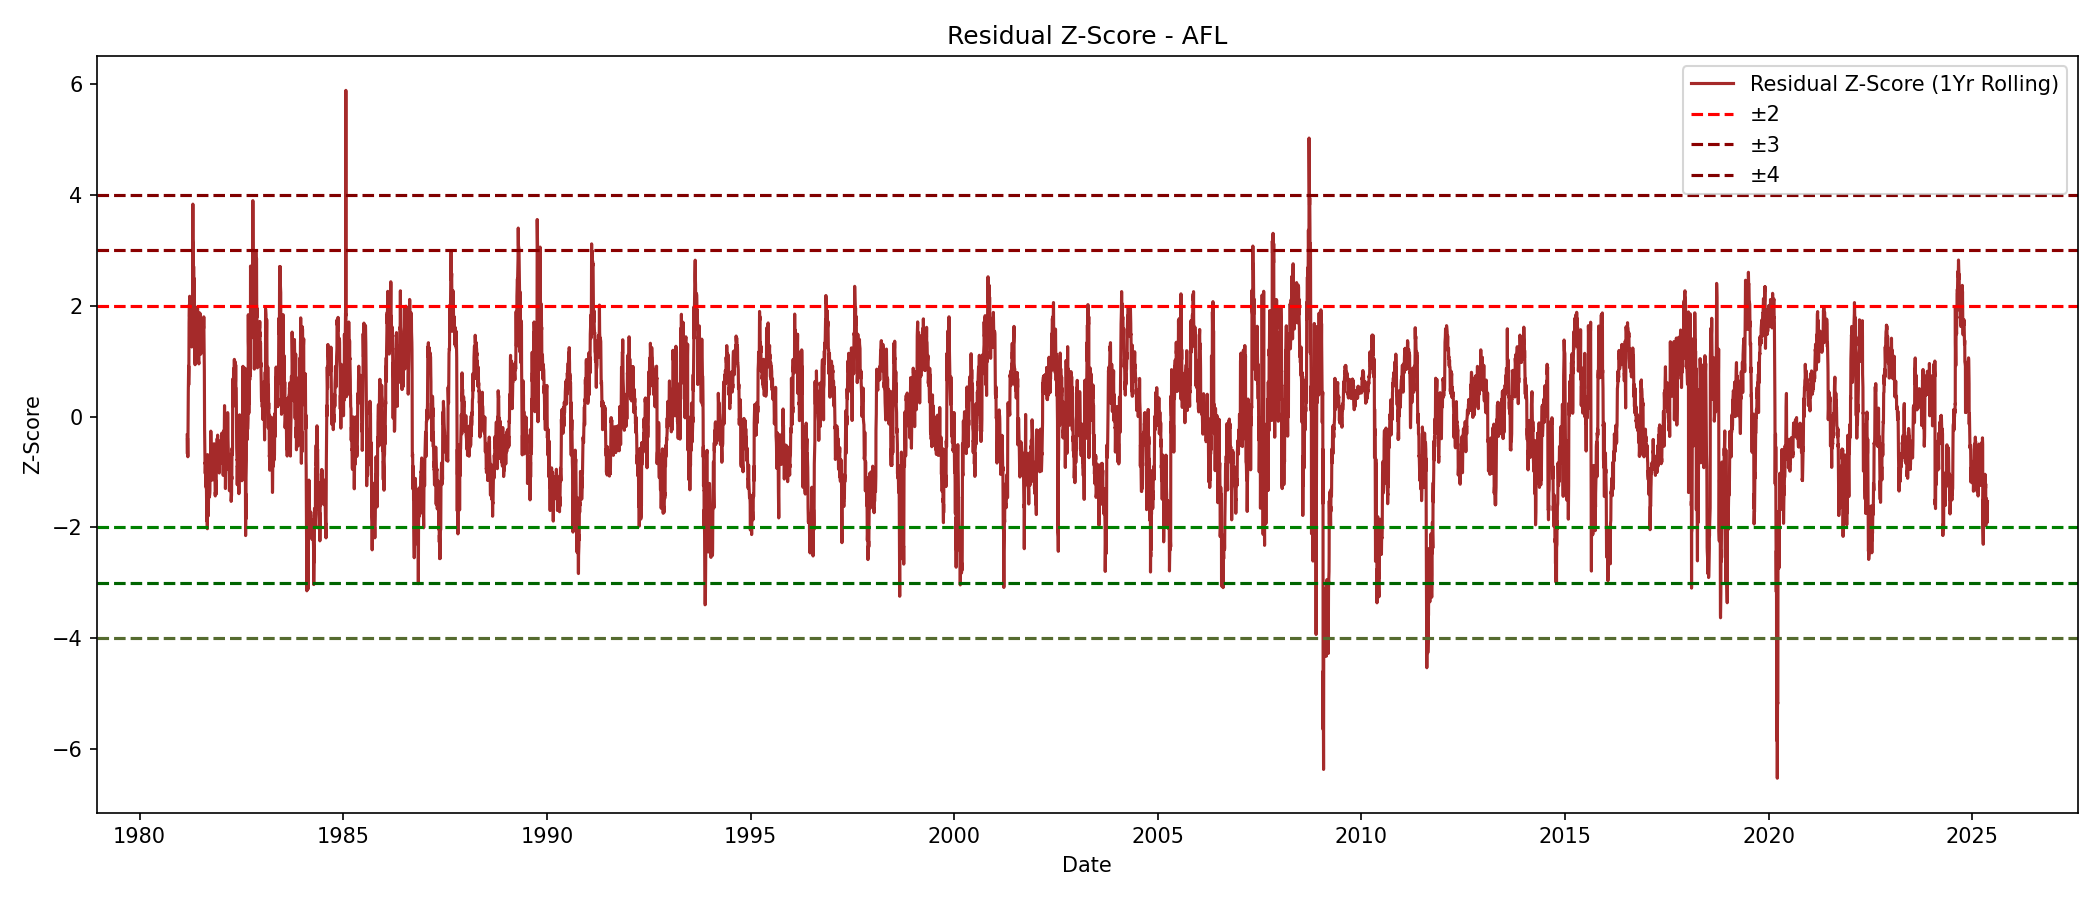 Residual Z-Score - AFL
Residual Z-Score (1Yr Rolling)
±2
±3
±4
6
4
2
0
−2
−4
−6
Z-Score
1980 1985 1990 1995 2000 2005 2010 2015 2020 2025
Date